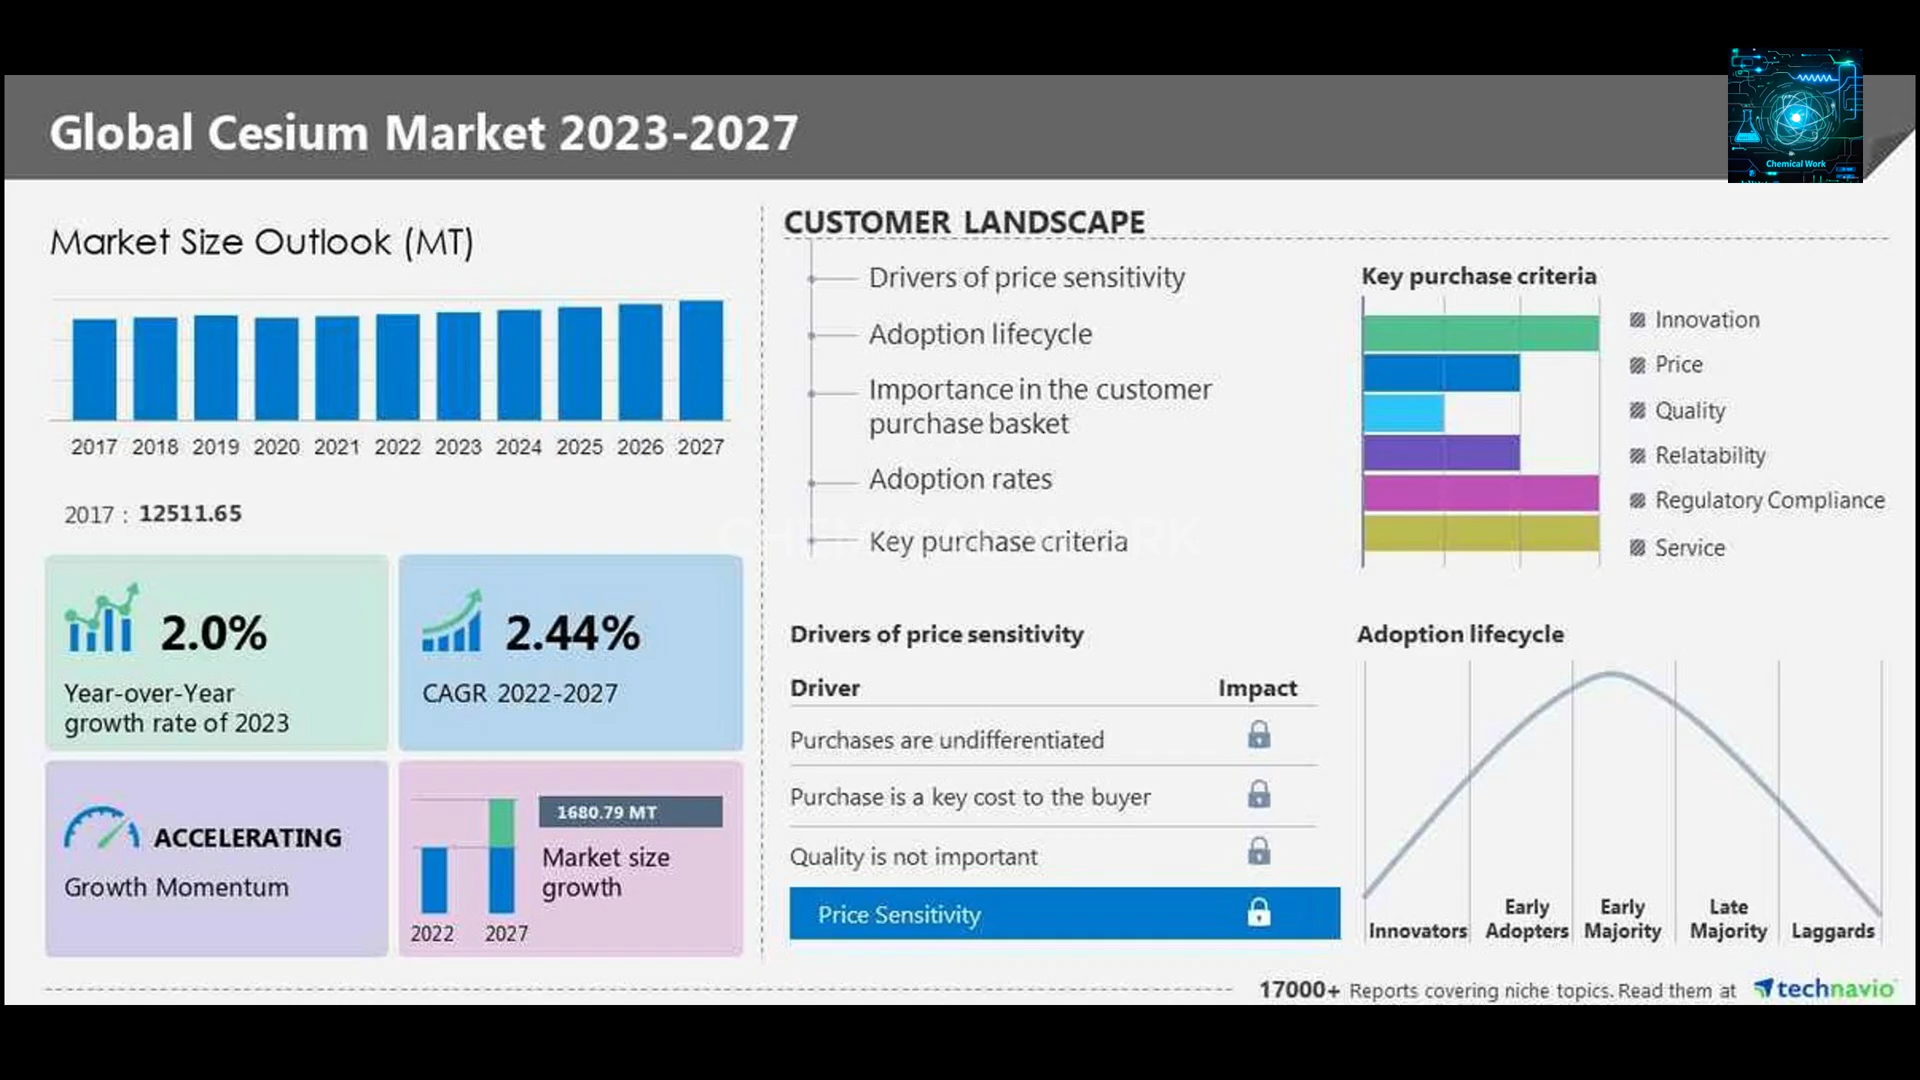 Chemical Work
Global Cesium Market 2023-2027
Market Size Outlook (MT)
2017 2018 2019 2020 2021 2022 2023 2024 2025 2026 2027
2017 : 12511.65
2.0%
Year-over-Year
growth rate of 2023
2.44%
CAGR 2022-2027
ACCELERATING
Growth Momentum
1680.79 MT
Market size
growth
2022 2027
CUSTOMER LANDSCAPE
Drivers of price sensitivity
Adoption lifecycle
Importance in the customer
purchase basket
Adoption rates
Key purchase criteria
Key purchase criteria
Innovation
Price
Quality
Relatability
Regulatory Compliance
Service
Drivers of price sensitivity
Driver Impact
Purchases are undifferentiated
Purchase is a key cost to the buyer
Quality is not important
Price Sensitivity
Adoption lifecycle
Innovators
Early
Adopters
Early
Majority
Late
Majority
Laggards
17000+ Reports covering niche topics. Read them at technavio